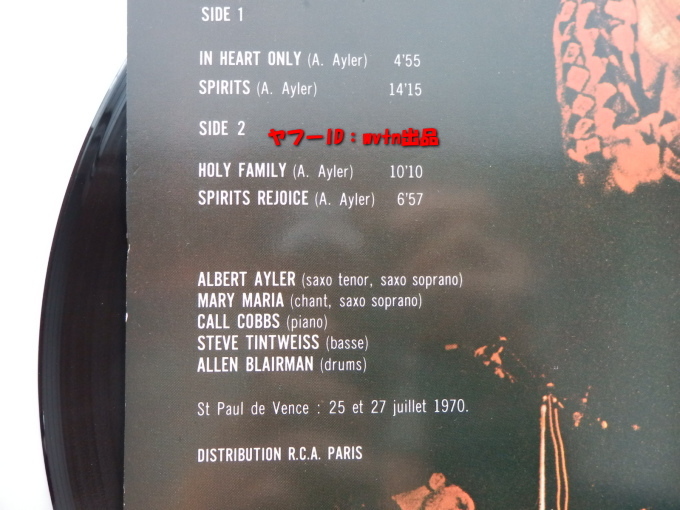 SIDE 1
IN HEART ONLY (A. Ayler) 4'55
SPIRITS (A. Ayler) 14'15
SIDE 2
ヤフーID：mvtn出品
HOLY FAMILY (A. Ayler) 10'10
SPIRITS REJOICE (A. Ayler) 6'57
ALBERT AYLER (saxo tenor, saxo soprano)
MARY MARIA (chant, saxo soprano)
CALL COBBS (piano)
STEVE TINTWEISS (basse)
ALLEN BLAIRMAN (drums)
St Paul de Vence : 25 et 27 juillet 1970.
DISTRIBUTION R.C.A. PARIS